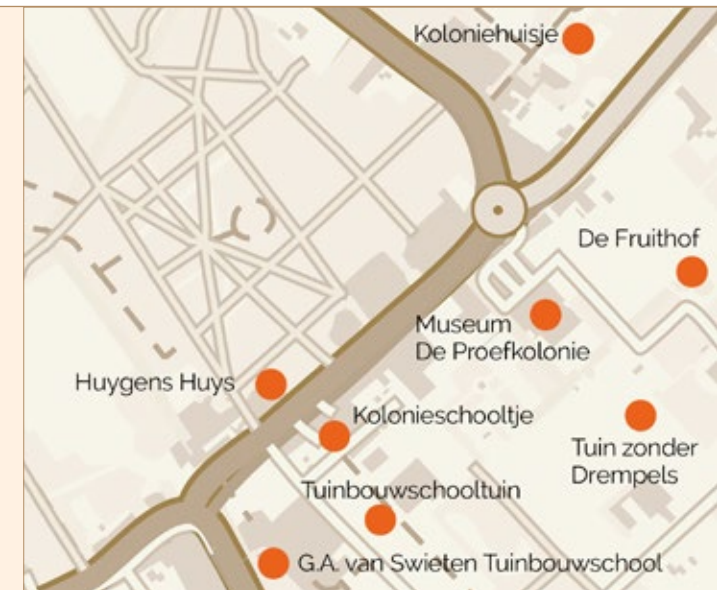 Koloniehuisje
De Fruithof
Museum
De Proefkolonie
Huygens Huys
Kolonieschooltje
Tuin zonder
Drempels
Tuinbouwschooltuin
G.A. van Swieten Tuinbouwschool